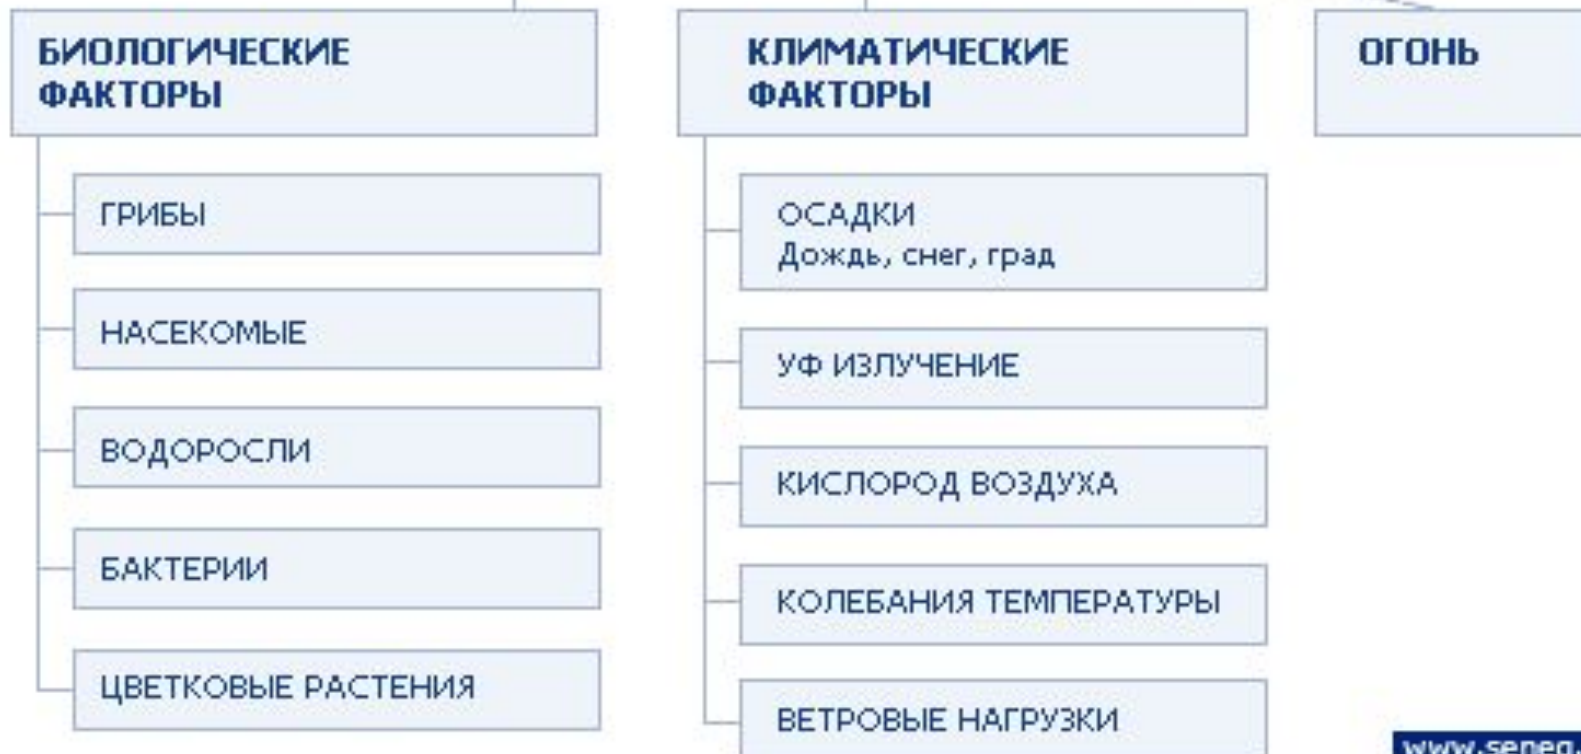 БИОЛОГИЧЕСКИЕ
ФАКТОРЫ
ГРИБЫ
НАСЕКОМЫЕ
ВОДОРОСЛИ
БАКТЕРИИ
ЦВЕТКОВЫЕ РАСТЕНИЯ
КЛИМАТИЧЕСКИЕ
ФАКТОРЫ
ОСАДКИ
Дождь, снег, град
УФ ИЗЛУЧЕНИЕ
КИСЛОРОД ВОЗДУХА
КОЛЕБАНИЯ ТЕМПЕРАТУРЫ
ВЕТРОВЫЕ НАГРУЗКИ
ОГОНЬ